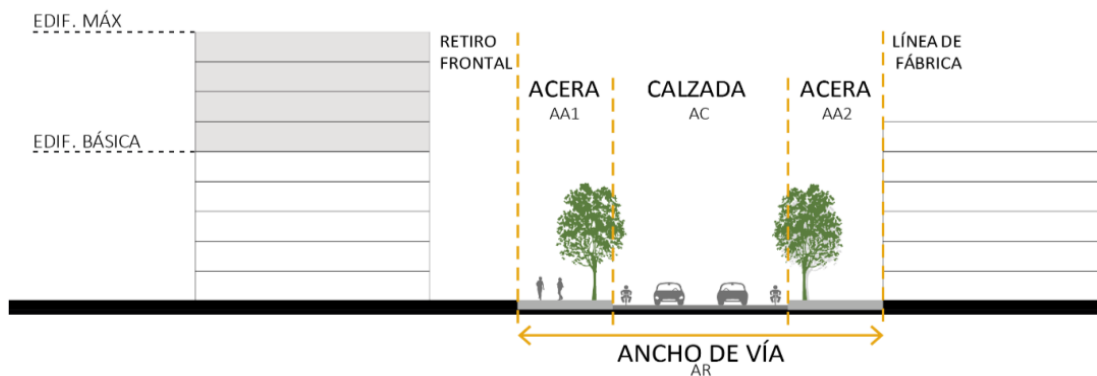 EDIF. MÁX
RETIRO
FRONTAL
LÍNEA DE
FÁBRICA
ACERA
AA1
CALZADA
AC
ACERA
AA2
EDIF. BÁSICA
ANCHO DE VÍA
AR